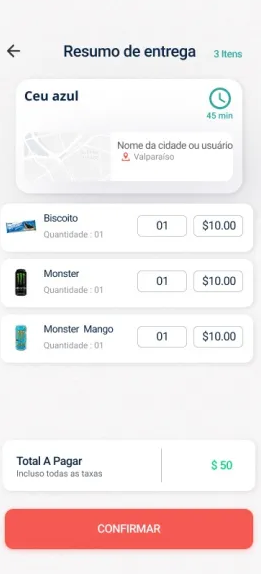 Resumo de entrega
3 Itens
Ceu azul
45 min
Nome da cidade ou usuário
Valparaíso
Biscoito
Quantidade : 01
01
$10.00
Monster
Quantidade : 01
01
$10.00
Monster Mango
Quantidade : 01
01
$10.00
Total A Pagar
Incluso todas as taxas
$ 50
CONFIRMAR